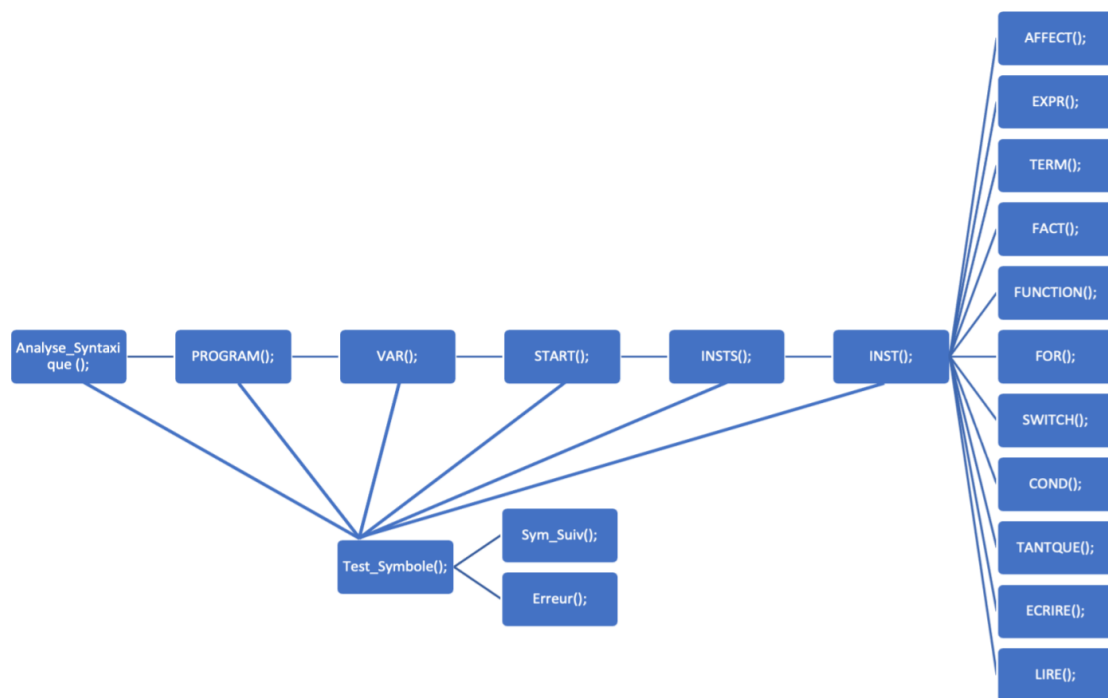 AFFECT();
EXPR();
TERM();
FACT();
FUNCTION();
Analyse_Syntaxi
que ();
PROGRAM();
VAR();
START();
INSTS();
INST();
FOR();
SWITCH();
COND();
Sym_Suiv();
TANTQUE();
Test_Symbole();
Erreur();
ECRIRE();
LIRE();